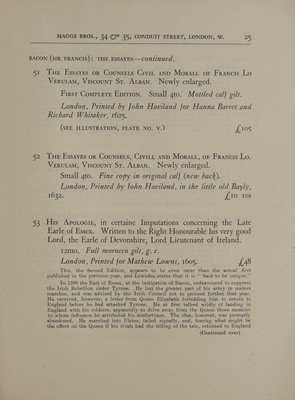 MAGGS BROS., 34 & 35, CONDUIT STREET, LONDON, W. 25
BACON (SIR FRANCIS): THE ESSAYES—continued.
51 The Essayes or Counsels Civil and Morall of Francis Lo
Verulam, Viscount St. Alban. Newly enlarged.
First Complete Edition. Small 4to. Mottled calf gilt.
London, Printed by John Haviland for Hanna Barret and
Richard Whitaker, 1625.
(SEE ILLUSTRATION, PLATE NO. V.) £105
52 The Essayes or Counsels, Civill and Morall, of Francis Lo.
Verulam, Viscount St. Alban. Newly enlarged.
Small 4to. Fine copy in original calf (new back).
London, Printed by John Haviland, in the little old Bayly,
1632. £10 10s
53 His Apologie, in certaine Imputations concerning the Late
Earle of Essex. Written to the Right Honourable his very good
Lord, the Earle of Devonshire, Lord Lieutenant of Ireland.
12mo. Full morocco gilt, g. e.
London, Printed for Mathew Lownes, 1605. £48
This, the Second Edition, appears to be even rarer than the actual first
published in the previous year, and Lowndes states that it is "Said to be unique."
In 1599 the Earl of Essex, at the instigation of Bacon, endeavoured to suppress
the Irish Rebellion under Tyrone. He lost the greater part of his army in useless
marches, and was advised by the Irish Council not to proceed further that year.
He received, however, a letter from Queen Elizabeth forbidding him to return to
England before he had attacked Tyrone. He at first talked wildly of landing in
England with his soldiers, apparently to drive away from the Queen those enemies
to whose influence he attributed his misfortune. The idea, however, was promptly
abandoned. He marched into Ulster, failed signally, and, fearing what might be
the effect on the Queen if his rivals had the telling of the tale, returned to England
(Continued over)